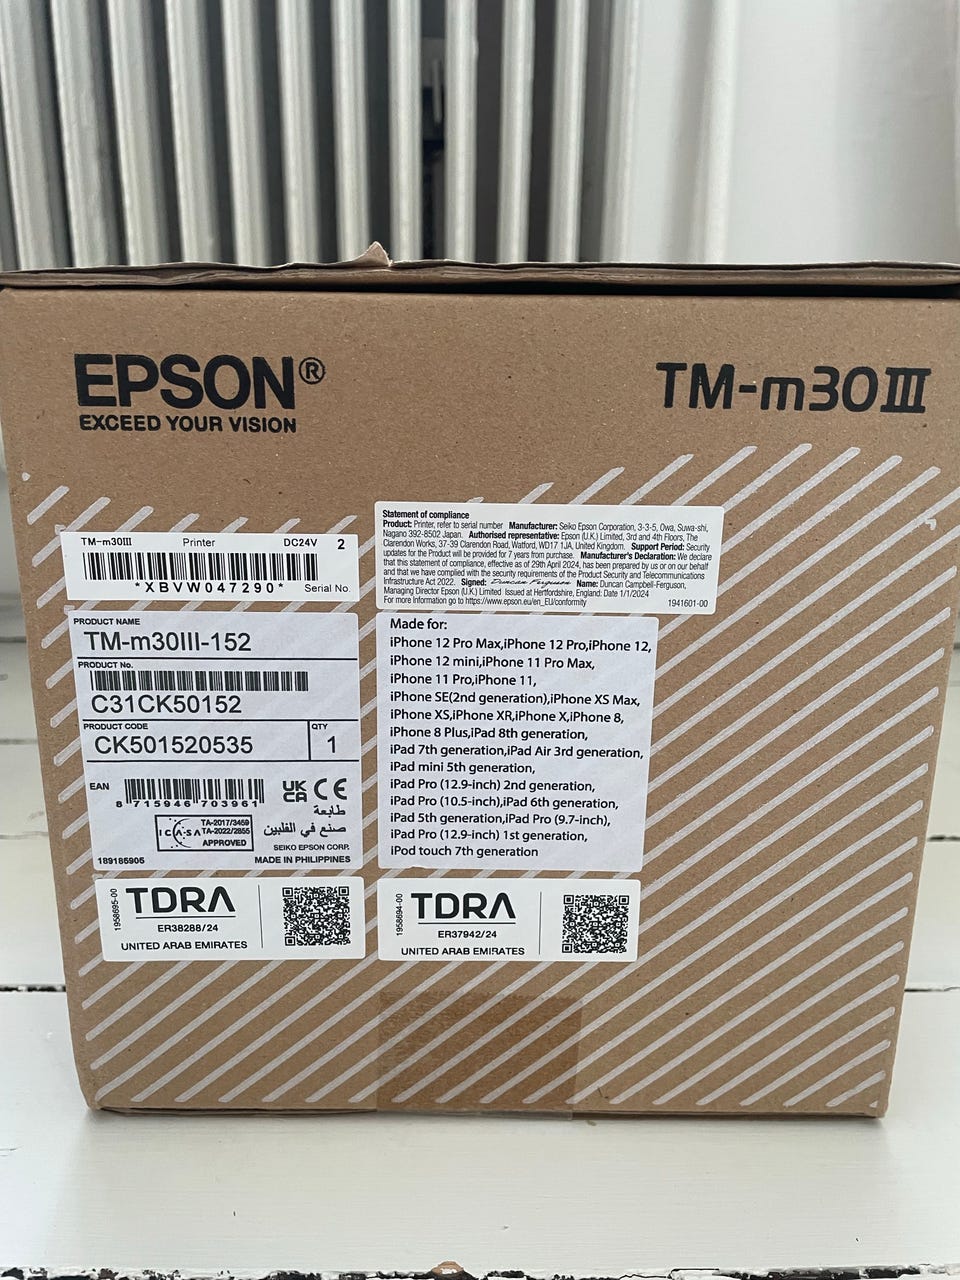 EPSON®
EXCEED YOUR VISION
TM-m30III
TM-m30III Printer DC24V 2
*XBVW047290* Serial No.
PRODUCT NAME
TM-m30III-152
PRODUCT No.
C31CK50152
PRODUCT CODE
CK501520535
QTY
1
EAN
8 715946 703961
UK
CA
CE
طابعة
صنع في الفلبين
ICASA
TA-2017/3459
TA-2022/2855
APPROVED
SEIKO EPSON CORP.
189185905
MADE IN PHILIPPINES
Statement of compliance
Product: Printer, refer to serial number Manufacturer: Seiko Epson Corporation, 3-3-5, Owa, Suwa-shi,
Nagano 392-8502 Japan. Authorised representative: Epson (U.K.) Limited, 3rd and 4th Floors, The
Clarendon Works, 37-39 Clarendon Road, Watford, WD17 1JA, United Kingdom. Support Period: Security
updates for the Product will be provided for 7 years from purchase. Manufacturer's Declaration: We declare
that this statement of compliance, effective as of 29th April 2024, has been prepared by us or on our behalf
and that we have complied with the security requirements of the Product Security and Telecommunications
Infrastructure Act 2022. Signed: Duncan Ferguson Name: Duncan Campbell-Ferguson,
Managing Director Epson (U.K.) Limited Issued at Hertfordshire, England: Date 1/1/2024
For more Information go to https://www.epson.eu/en_EU/conformity
1941601-00
Made for:
iPhone 12 Pro Max,iPhone 12 Pro,iPhone 12,
iPhone 12 mini,iPhone 11 Pro Max,
iPhone 11 Pro,iPhone 11,
iPhone SE(2nd generation),iPhone XS Max,
iPhone XS,iPhone XR,iPhone X,iPhone 8,
iPhone 8 Plus,iPad 8th generation,
iPad 7th generation,iPad Air 3rd generation,
iPad mini 5th generation,
iPad Pro (12.9-inch) 2nd generation,
iPad Pro (10.5-inch),iPad 6th generation,
iPad 5th generation,iPad Pro (9.7-inch),
iPad Pro (12.9-inch) 1st generation,
iPod touch 7th generation
1958695-00
TDRA
ER38288/24
UNITED ARAB EMIRATES
1958694-00
TDRA
ER37942/24
UNITED ARAB EMIRATES